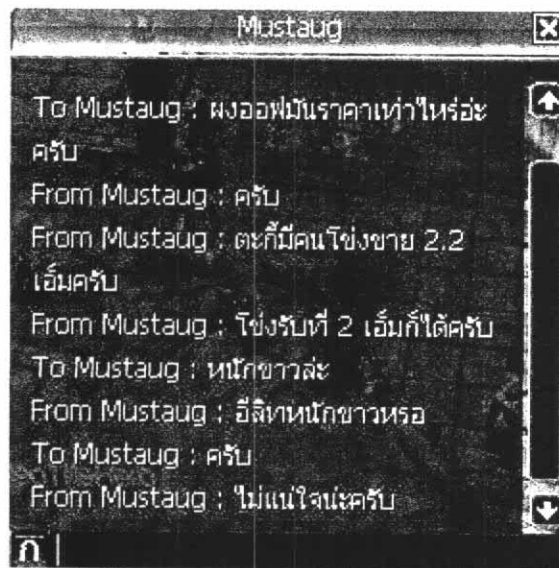 Mustaug
To Mustaug : ผงออฟมันราคาเท่าไหร่อ่ะ
ครับ
From Mustaug : ครับ
From Mustaug : ตะกี้มีคนโข่งขาย 2.2
เอ็มครับ
From Mustaug : โข่งรับที่ 2 เอ็มก็ได้ครับ
To Mustaug : หนักขาวล่ะ
From Mustaug : อีลิทหนักขาวหรอ
To Mustaug : ครับ
From Mustaug : ไม่แน่ใจน่ะครับ
ก